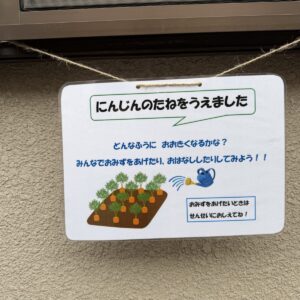 にんじんのたねをうえました
どんなふうに おおきくなるかな？
みんなでおみずをあげたり、おはなししたりしてみよう！！
おみずをあげたいときは
せんせいにおしえてね！